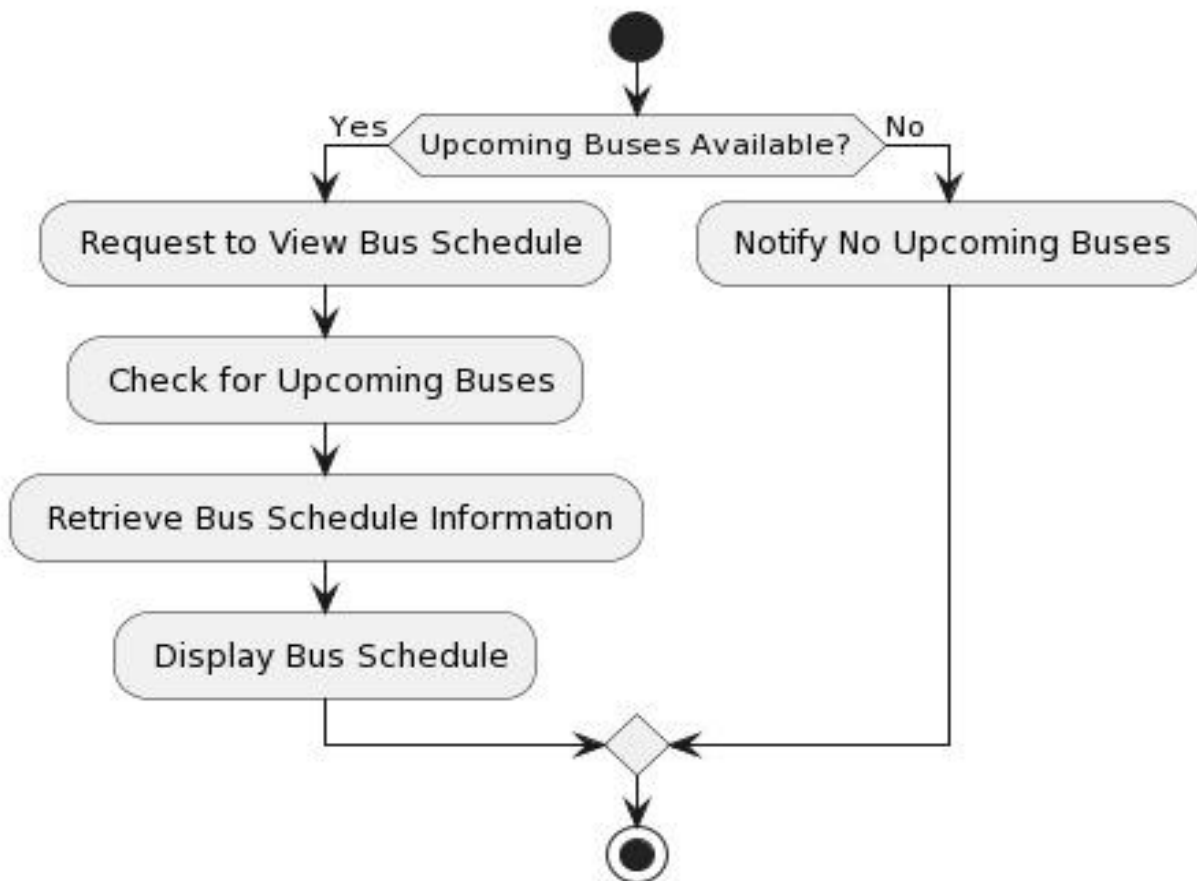 Yes
Upcoming Buses Available?
No
Request to View Bus Schedule
Notify No Upcoming Buses
Check for Upcoming Buses
Retrieve Bus Schedule Information
Display Bus Schedule